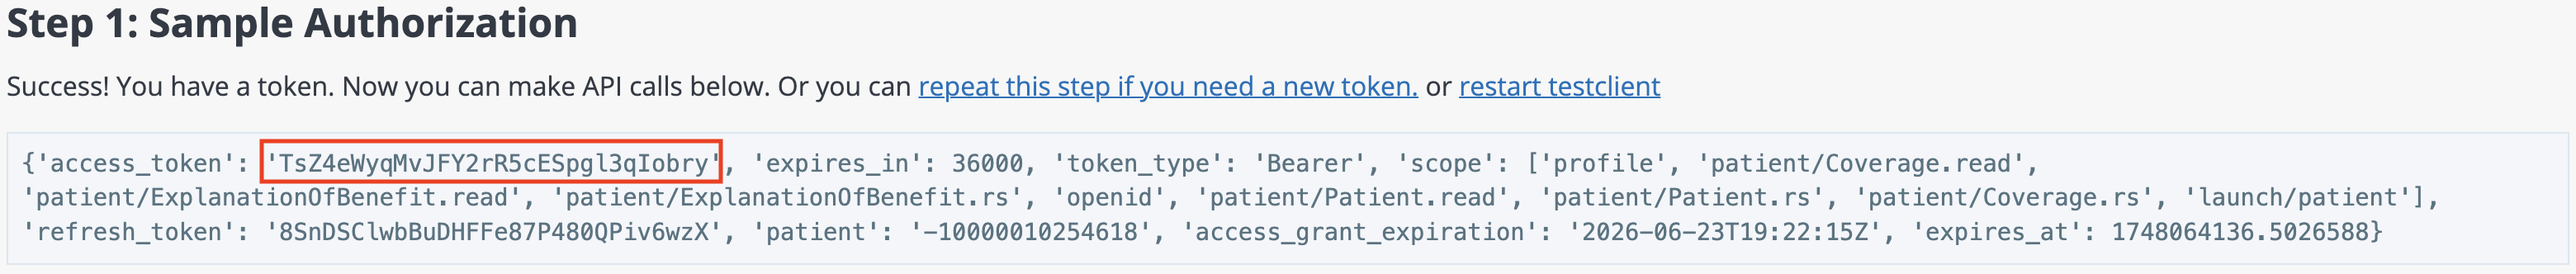 Step 1: Sample Authorization
Success! You have a token. Now you can make API calls below. Or you can repeat this step if you need a new token. or restart testclient
{'access_token': 'TsZ4eWyqMvJFY2rR5cESpgl3qIobry', 'expires_in': 36000, 'token_type': 'Bearer', 'scope': ['profile', 'patient/Coverage.read',
'patient/ExplanationOfBenefit.read', 'patient/ExplanationOfBenefit.rs', 'openid', 'patient/Patient.read', 'patient/Patient.rs', 'patient/Coverage.rs', 'launch/patient'],
'refresh_token': '8SnDSClwbBuDHFFe87P480QPiv6wzX', 'patient': '-10000010254618', 'access_grant_expiration': '2026-06-23T19:22:15Z', 'expires_at': 1748064136.5026588}